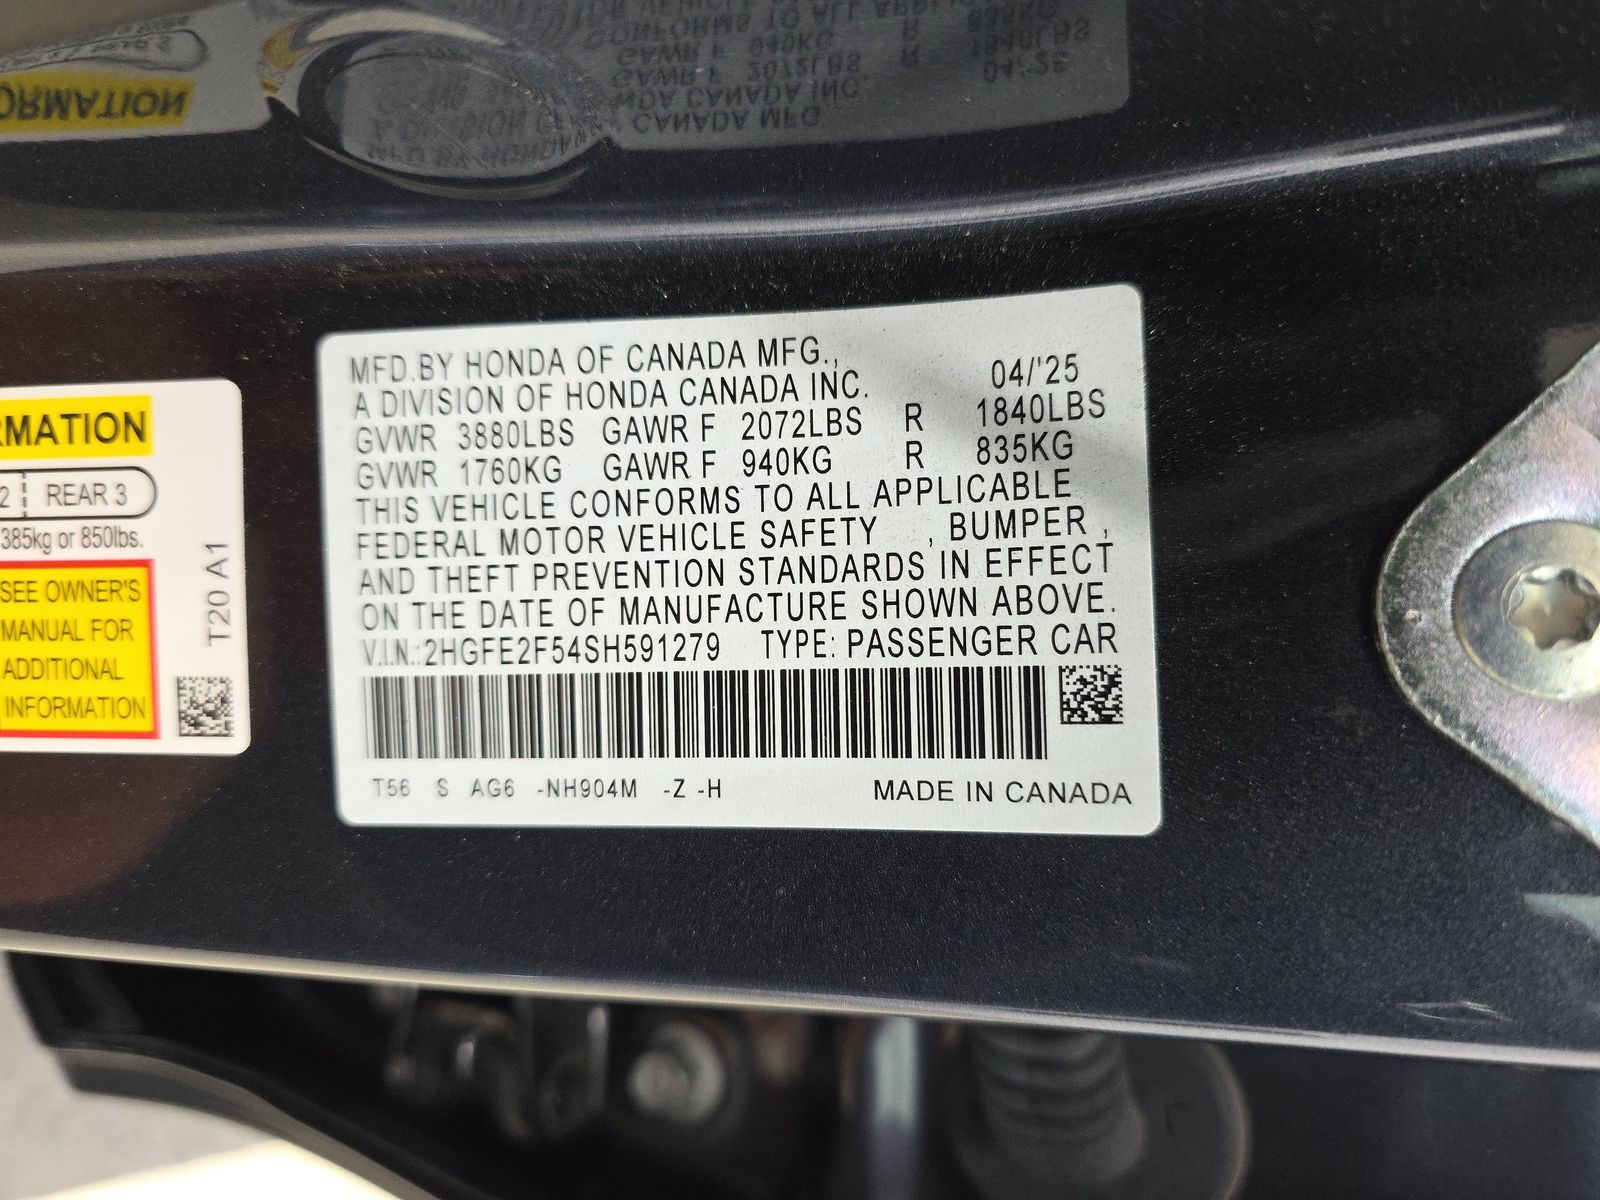 MFD.BY HONDA OF CANADA MFG.,
A DIVISION OF HONDA CANADA INC. 04/'25
GVWR 3880LBS GAWR F 2072LBS R 1840LBS
GVWR 1760KG GAWR F 940KG R 835KG
THIS VEHICLE CONFORMS TO ALL APPLICABLE
FEDERAL MOTOR VEHICLE SAFETY , BUMPER ,
AND THEFT PREVENTION STANDARDS IN EFFECT
ON THE DATE OF MANUFACTURE SHOWN ABOVE.
V.I.N.:2HGFE2F54SH591279 TYPE: PASSENGER CAR
T56 S AG6 -NH904M -Z -H MADE IN CANADA
RMATION
2 REAR 3
385kg or 850lbs.
SEE OWNER'S
MANUAL FOR
ADDITIONAL
INFORMATION
T20 A1